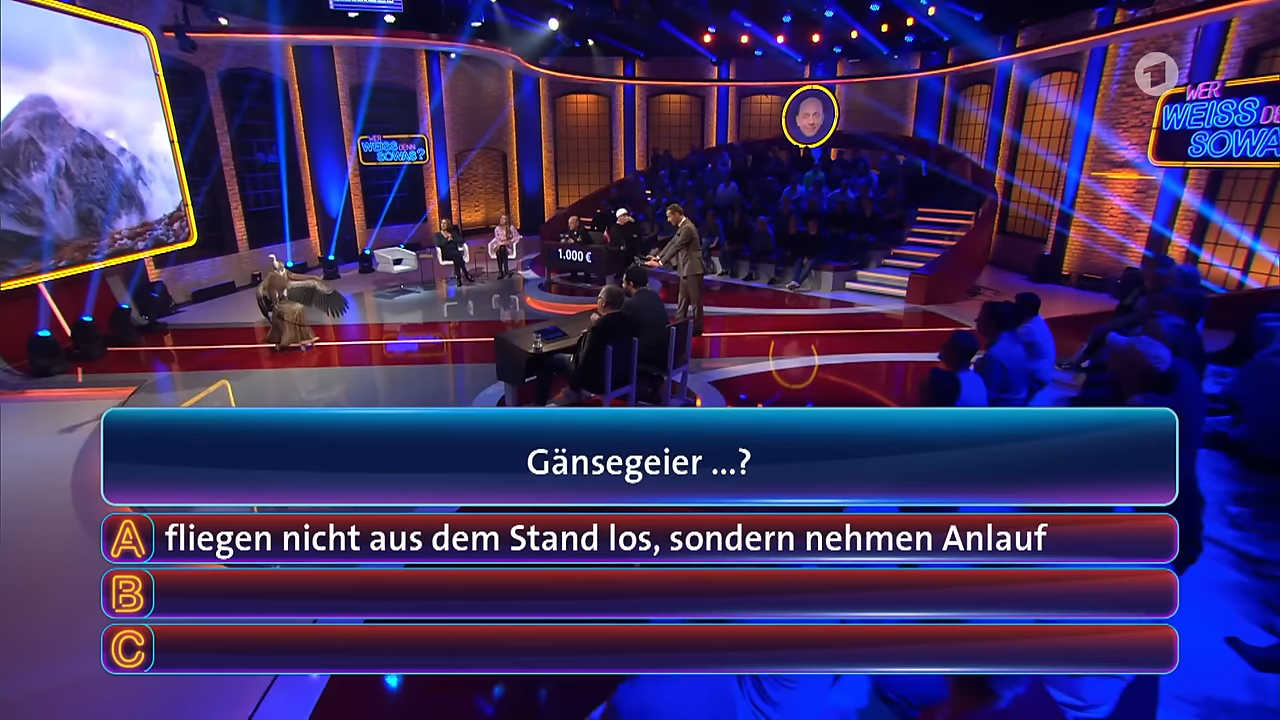 1
WER
WEISS DE
SOWA
WER
WEISS DENN
SOWAS?
1.000 €
Gänsegeier ...?
A fliegen nicht aus dem Stand los, sondern nehmen Anlauf
B
C